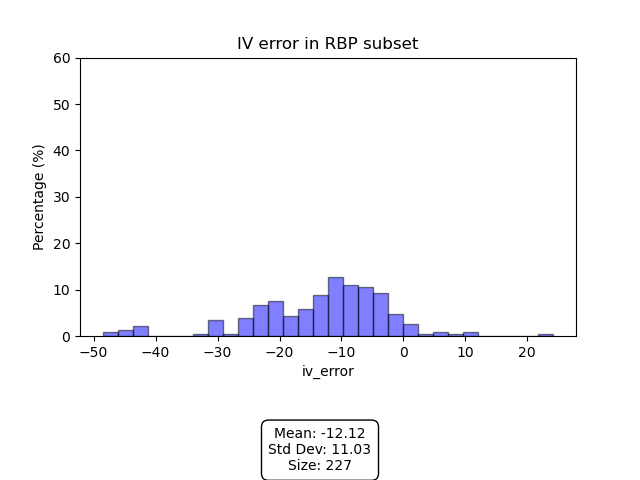 IV error in RBP subset
60
50
40
30
20
10
0
Percentage (%)
−50 −40 −30 −20 −10 0 10 20
iv_error
Mean: -12.12
Std Dev: 11.03
Size: 227